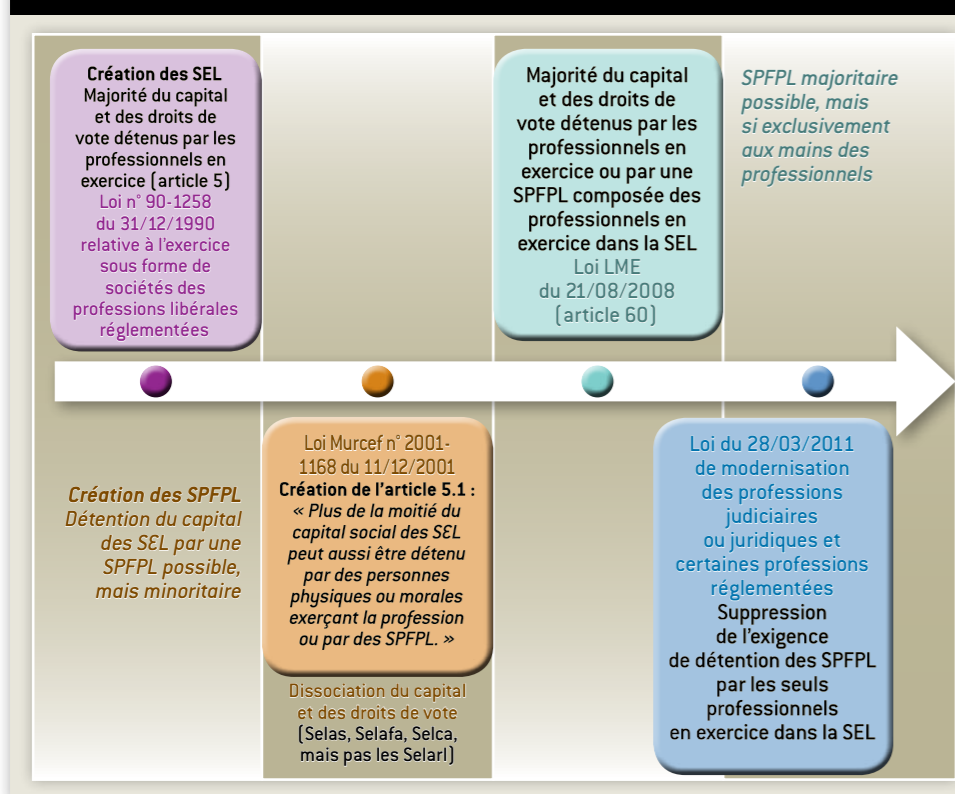 Création des SEL
Majorité du capital
et des droits de
vote détenus par les
professionnels en
exercice (article 5)
Loi n° 90-1258
du 31/12/1990
relative à l'exercice
sous forme de
sociétés des
professions libérales
réglementées
Majorité du capital
et des droits de
vote détenus par les
professionnels en
exercice ou par une
SPFPL composée des
professionnels en
exercice dans la SEL
Loi LME
du 21/08/2008
(article 60)
SPFPL majoritaire
possible, mais
si exclusivement
aux mains des
professionnels
Création des SPFPL
Détention du capital
des SEL par une
SPFPL possible,
mais minoritaire
Loi Murcef n° 2001-
1168 du 11/12/2001
Création de l'article 5.1 :
« Plus de la moitié du
capital social des SEL
peut aussi être détenu
par des personnes
physiques ou morales
exerçant la profession
ou par des SPFPL. »
Dissociation du capital
et des droits de vote
(Selas, Selafa, Selca,
mais pas les Selarl)
Loi du 28/03/2011
de modernisation
des professions
judiciaires
ou juridiques et
certaines professions
réglementées
Suppression
de l'exigence
de détention des SPFPL
par les seuls
professionnels
en exercice dans la SEL